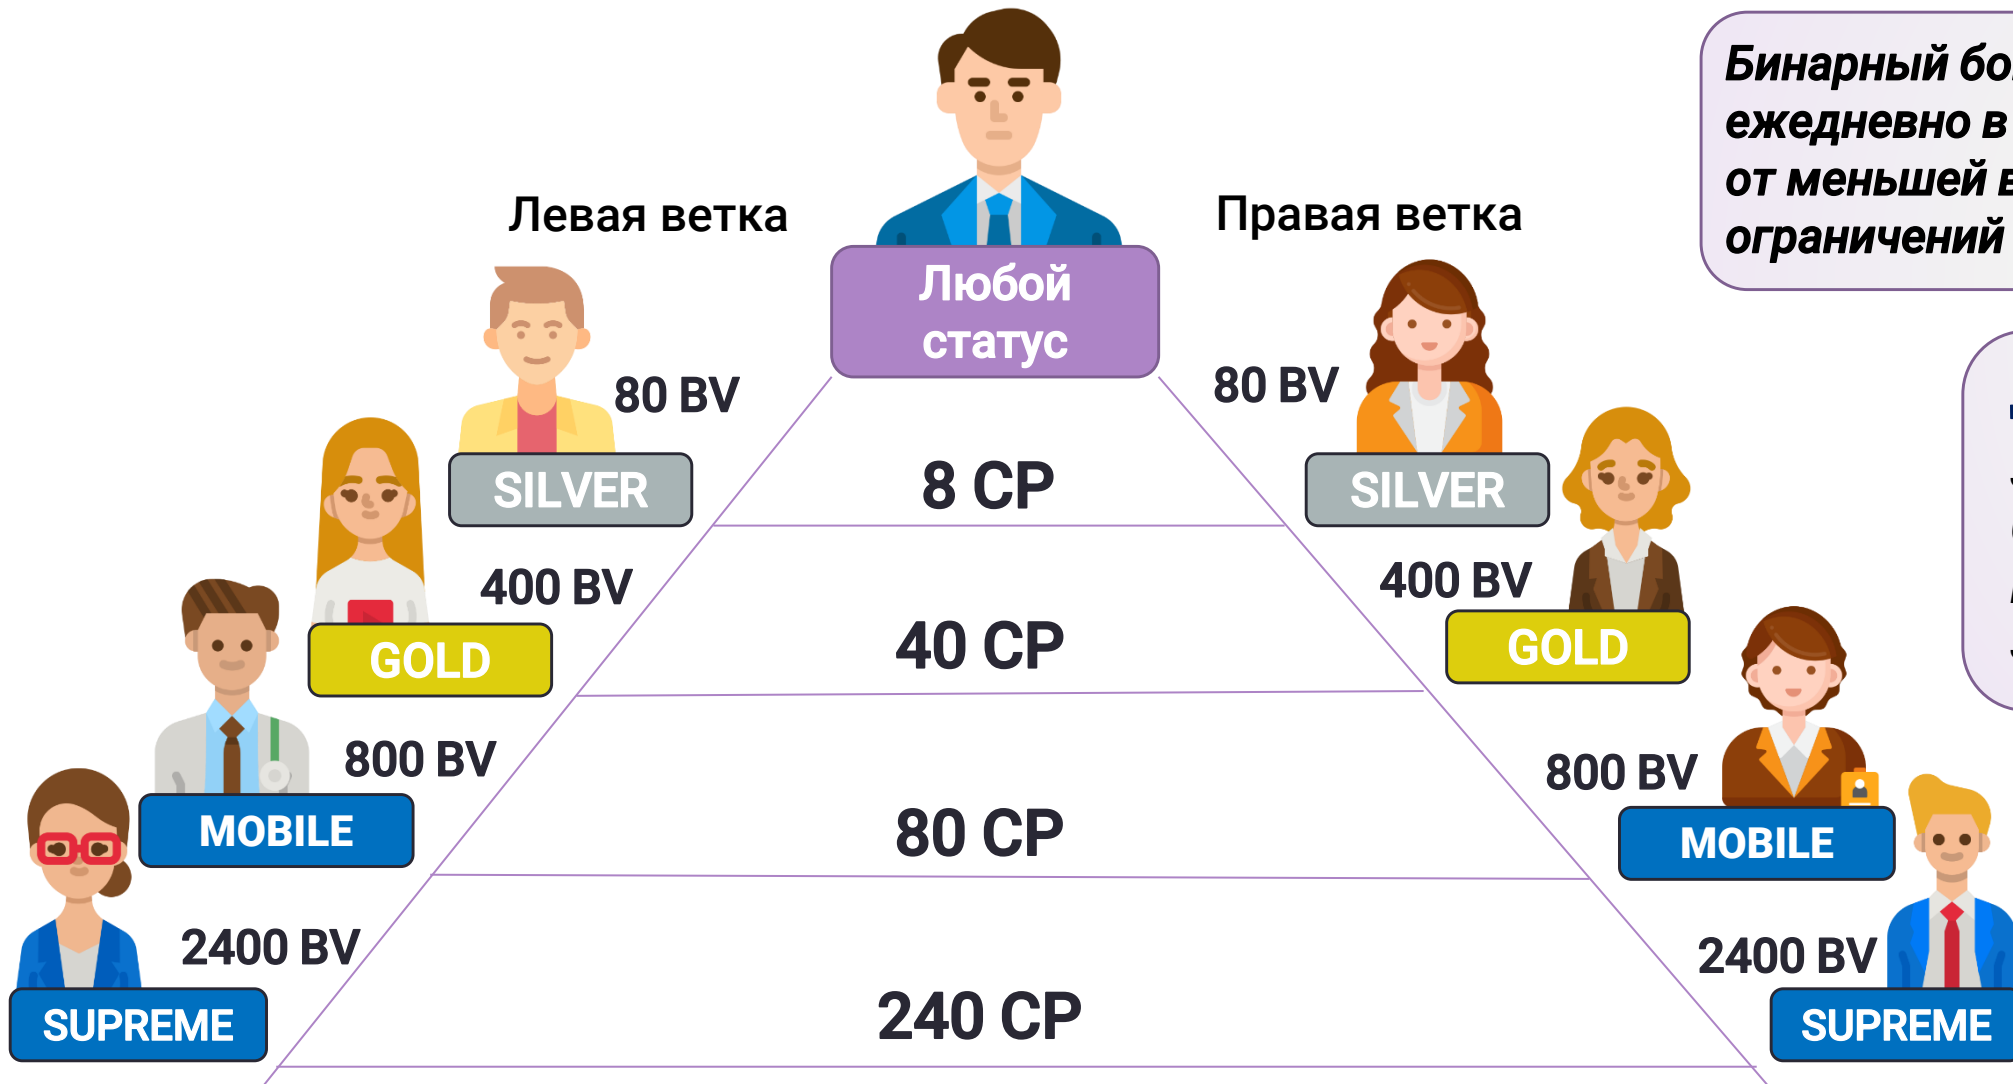 Бинарный
ежедневно в
от меньшей
ограничений
Левая ветка
Правая ветка
Любой
статус
80 BV
80 BV
8 CP
SILVER
SILVER
400 BV
400 BV
40 CP
GOLD
GOLD
800 BV
800 BV
80 CP
MOBILE
MOBILE
2400 BV
2400 BV
240 CP
SUPREME
SUPREME